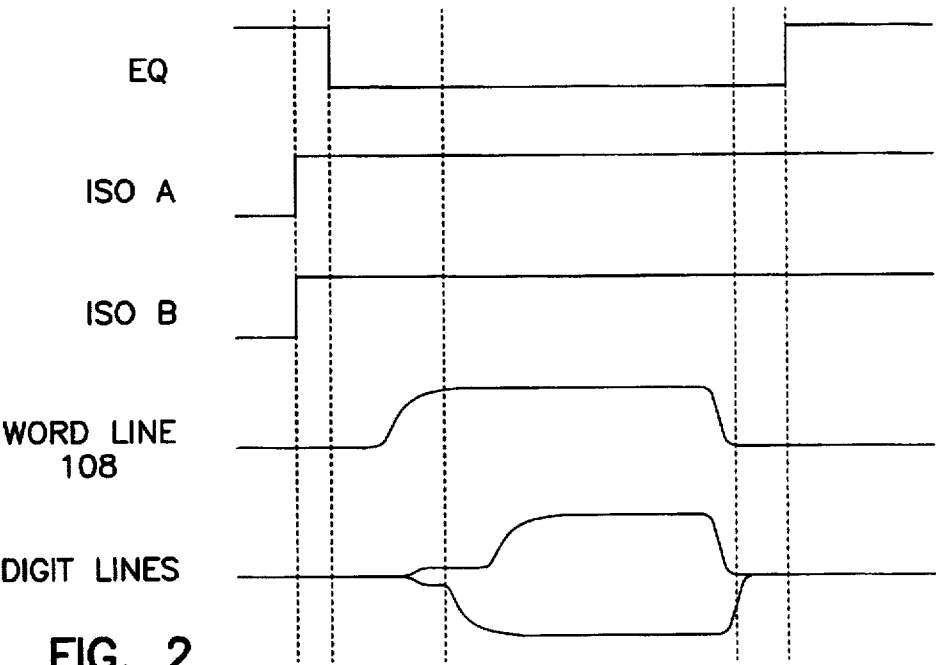 EQ
ISO A
ISO B
WORD LINE
108
DIGIT LINES
FIG. 2